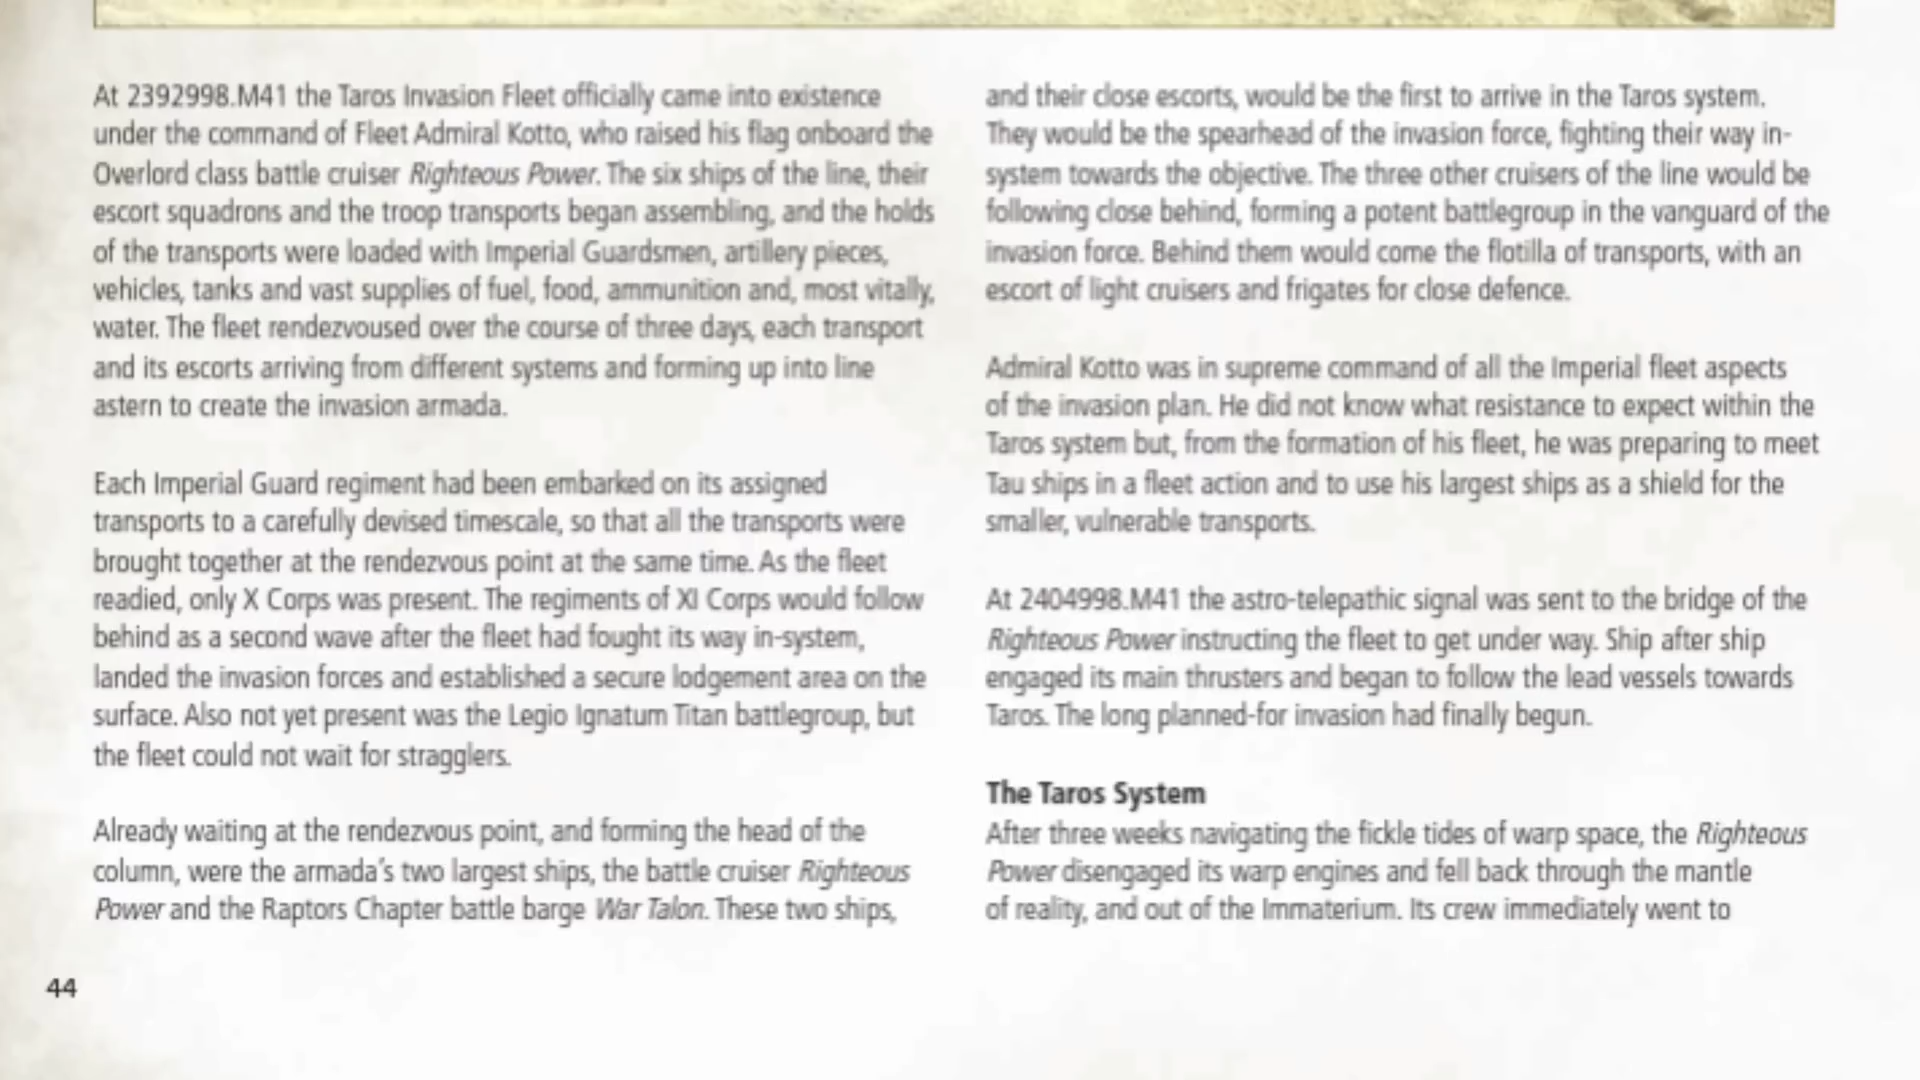 At 2392998.M41 the Taros Invasion Fleet officially came into existence
under the command of Fleet Admiral Kotto, who raised his flag onboard the
Overlord class battle cruiser Righteous Power. The six ships of the line, their
escort squadrons and the troop transports began assembling, and the holds
of the transports were loaded with Imperial Guardsmen, artillery pieces,
vehicles, tanks and vast supplies of fuel, food, ammunition and, most vitally,
water. The fleet rendezvoused over the course of three days, each transport
and its escorts arriving from different systems and forming up into line
astern to create the invasion armada.
Each Imperial Guard regiment had been embarked on its assigned
transports to a carefully devised timescale, so that all the transports were
brought together at the rendezvous point at the same time. As the fleet
readied, only X Corps was present. The regiments of XI Corps would follow
behind as a second wave after the fleet had fought its way in-system,
landed the invasion forces and established a secure lodgement area on the
surface. Also not yet present was the Legio Ignatum Titan battlegroup, but
the fleet could not wait for stragglers.
Already waiting at the rendezvous point, and forming the head of the
column, were the armada's two largest ships, the battle cruiser Righteous
Power and the Raptors Chapter battle barge War Talon. These two ships,
and their close escorts, would be the first to arrive in the Taros system.
They would be the spearhead of the invasion force, fighting their way in-
system towards the objective. The three other cruisers of the line would be
following close behind, forming a potent battlegroup in the vanguard of the
invasion force. Behind them would come the flotilla of transports, with an
escort of light cruisers and frigates for close defence.
Admiral Kotto was in supreme command of all the Imperial fleet aspects
of the invasion plan. He did not know what resistance to expect within the
Taros system but, from the formation of his fleet, he was preparing to meet
Tau ships in a fleet action and to use his largest ships as a shield for the
smaller, vulnerable transports.
At 2404998.M41 the astro-telepathic signal was sent to the bridge of the
Righteous Power instructing the fleet to get under way. Ship after ship
engaged its main thrusters and began to follow the lead vessels towards
Taros. The long planned-for invasion had finally begun.
The Taros System
After three weeks navigating the fickle tides of warp space, the Righteous
Power disengaged its warp engines and fell back through the mantle
of reality, and out of the Immaterium. Its crew immediately went to
44